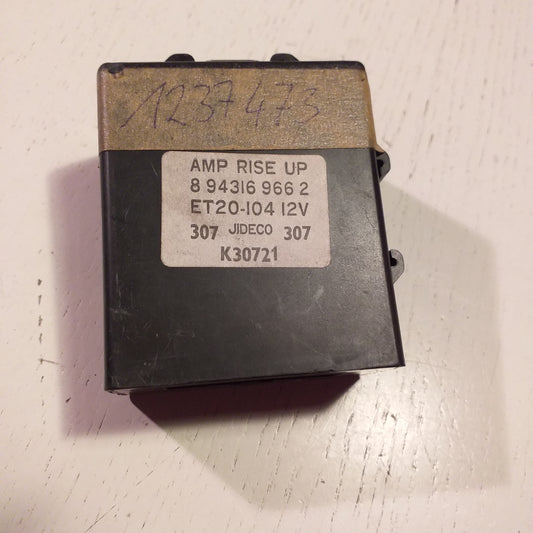 1237473
AMP RISE UP
8 94316 966 2
ET20-104 12V
307 JIDECO 307
K30721